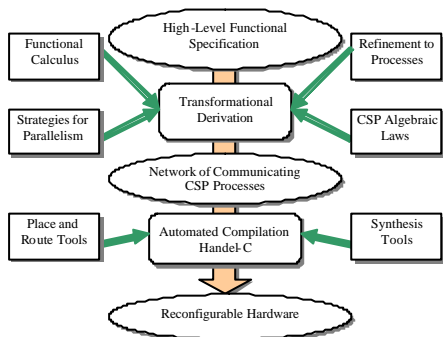 High-Level Functional
Specification
Functional
Calculus
Refinement to
Processes
Transformational
Derivation
Strategies for
Parallelism
CSP Algebraic
Laws
Network of Communicating
CSP Processes
Place and
Route Tools
Automated Compilation
Handel-C
Synthesis
Tools
Reconfigurable Hardware